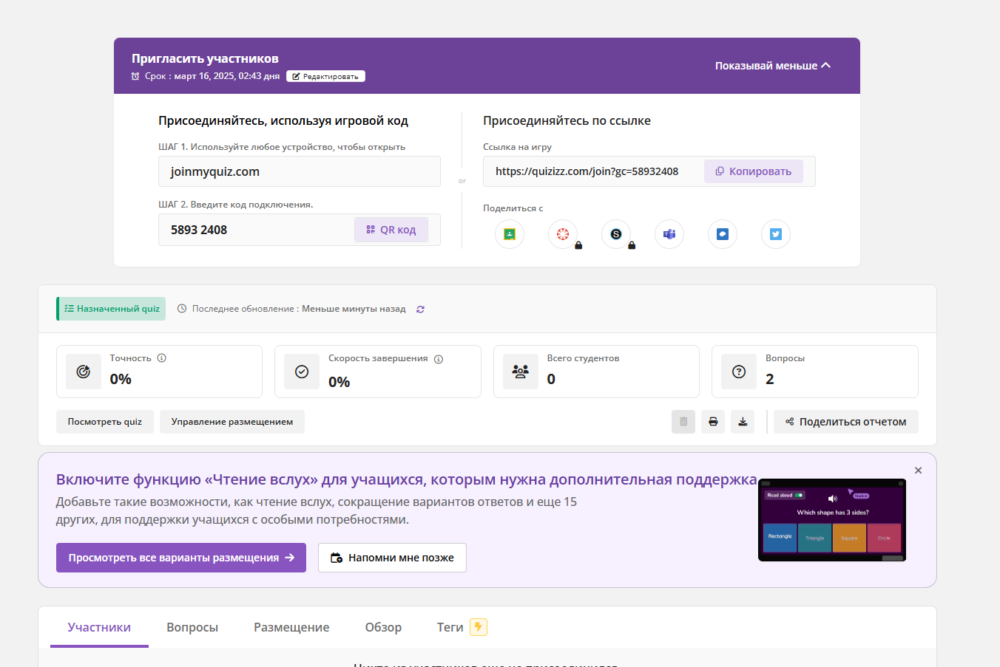 Пригласить участников
Срок : март 16, 2025, 02:43 дня Редактировать
Показывай меньше
Присоединяйтесь, используя игровой код
ШАГ 1. Используйте любое устройство, чтобы открыть
joinmyquiz.com
ШАГ 2. Введите код подключения.
5893 2408 QR код
or
Присоединяйтесь по ссылке
Ссылка на игру
https://quizizz.com/join?gc=58932408 Копировать
Поделиться с
Назначенный quiz Последнее обновление : Меньше минуты назад
Точность
0%
Скорость завершения
0%
Всего студентов
0
Вопросы
2
Посмотреть quiz Управление размещением Поделиться отчетом
Включите функцию «Чтение вслух» для учащихся, которым нужна дополнительная поддержка
Добавьте такие возможности, как чтение вслух, сокращение вариантов ответов и еще 15
других, для поддержки учащихся с особыми потребностями.
Просмотреть все варианты размещения Напомни мне позже
Read aloud
Which shape has 3 sides?
Rectangle Triangle Square Circle
Участники Вопросы Размещение Обзор Теги
Никто из участников еще не присоединился